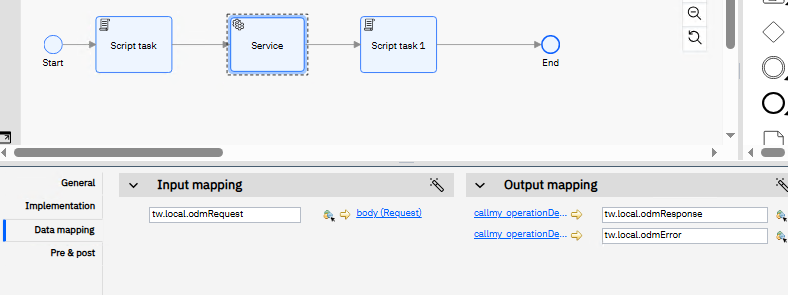 Script task
Service
Script task 1
Start
End
General
Implementation
Data mapping
Pre & post
Input mapping
tw.local.odmRequest
body (Request)
Output mapping
callmy_operationDe...
tw.local.odmResponse
callmy_operationDe...
tw.local.odmError